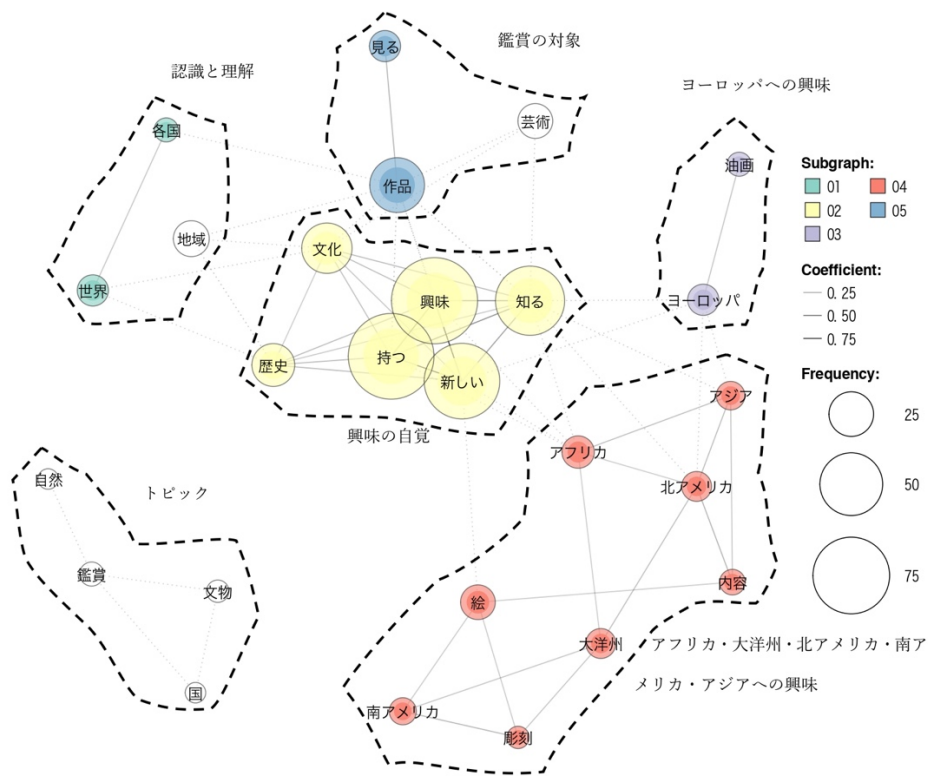 見る
鑑賞の対象
認識と理解
ヨーロッパへの興味
各国
芸術
油画
作品
地域
文化
世界
興味
知る
ヨーロッパ
持つ
歴史
新しい
興味の自覚
アジア
アフリカ
北アメリカ
自然
トピック
鑑賞
文物
内容
絵
大洋州
国
南アメリカ
彫刻
アフリカ・大洋州・北アメリカ・南ア
メリカ・アジアへの興味
Subgraph:
01 04
02 05
03
Coefficient:
0.25
0.50
0.75
Frequency:
25
50
75